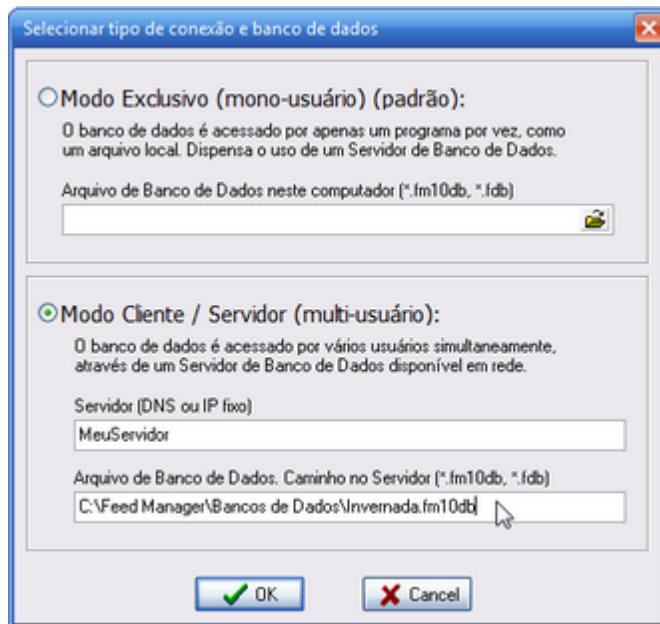 Selecionar tipo de conexão e banco de dados
Modo Exclusivo (mono-usuário) (padrão):
O banco de dados é acessado por apenas um programa por vez, como
um arquivo local. Dispensa o uso de um Servidor de Banco de Dados.
Arquivo de Banco de Dados neste computador (*.fm10db, *.fdb)
Modo Cliente / Servidor (multi-usuário):
O banco de dados é acessado por vários usuários simultaneamente,
através de um Servidor de Banco de Dados disponível em rede.
Servidor (DNS ou IP fixo)
MeuServidor
Arquivo de Banco de Dados. Caminho no Servidor (*.fm10db, *.fdb)
C:\Feed Manager\Bancos de Dados\Invernada.fm10db
OK
Cancel